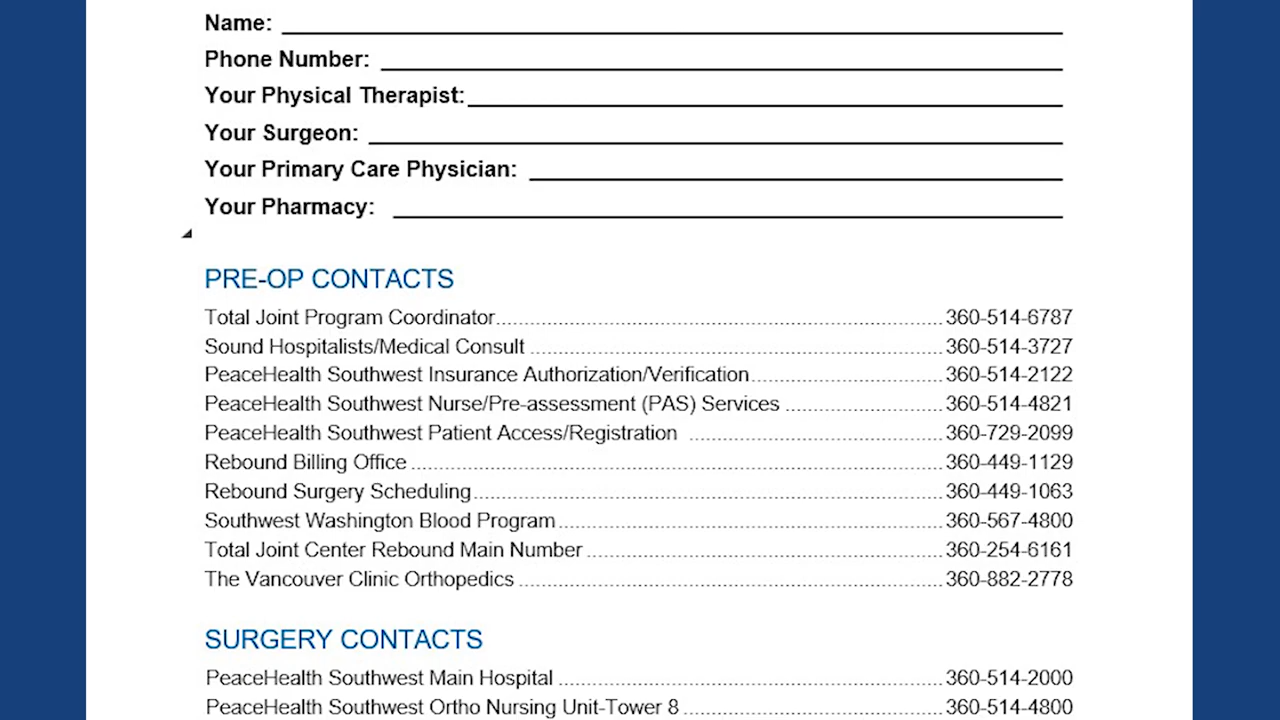 Name:
Phone Number:
Your Physical Therapist:
Your Surgeon:
Your Primary Care Physician:
Your Pharmacy:
PRE-OP CONTACTS
Total Joint Program Coordinator 360-514-6787
Sound Hospitalists/Medical Consult 360-514-3727
PeaceHealth Southwest Insurance Authorization/Verification 360-514-2122
PeaceHealth Southwest Nurse/Pre-assessment (PAS) Services 360-514-4821
PeaceHealth Southwest Patient Access/Registration 360-729-2099
Rebound Billing Office 360-449-1129
Rebound Surgery Scheduling 360-449-1063
Southwest Washington Blood Program 360-567-4800
Total Joint Center Rebound Main Number 360-254-6161
The Vancouver Clinic Orthopedics 360-882-2778
SURGERY CONTACTS
PeaceHealth Southwest Main Hospital 360-514-2000
PeaceHealth Southwest Ortho Nursing Unit-Tower 8 360-514-4800